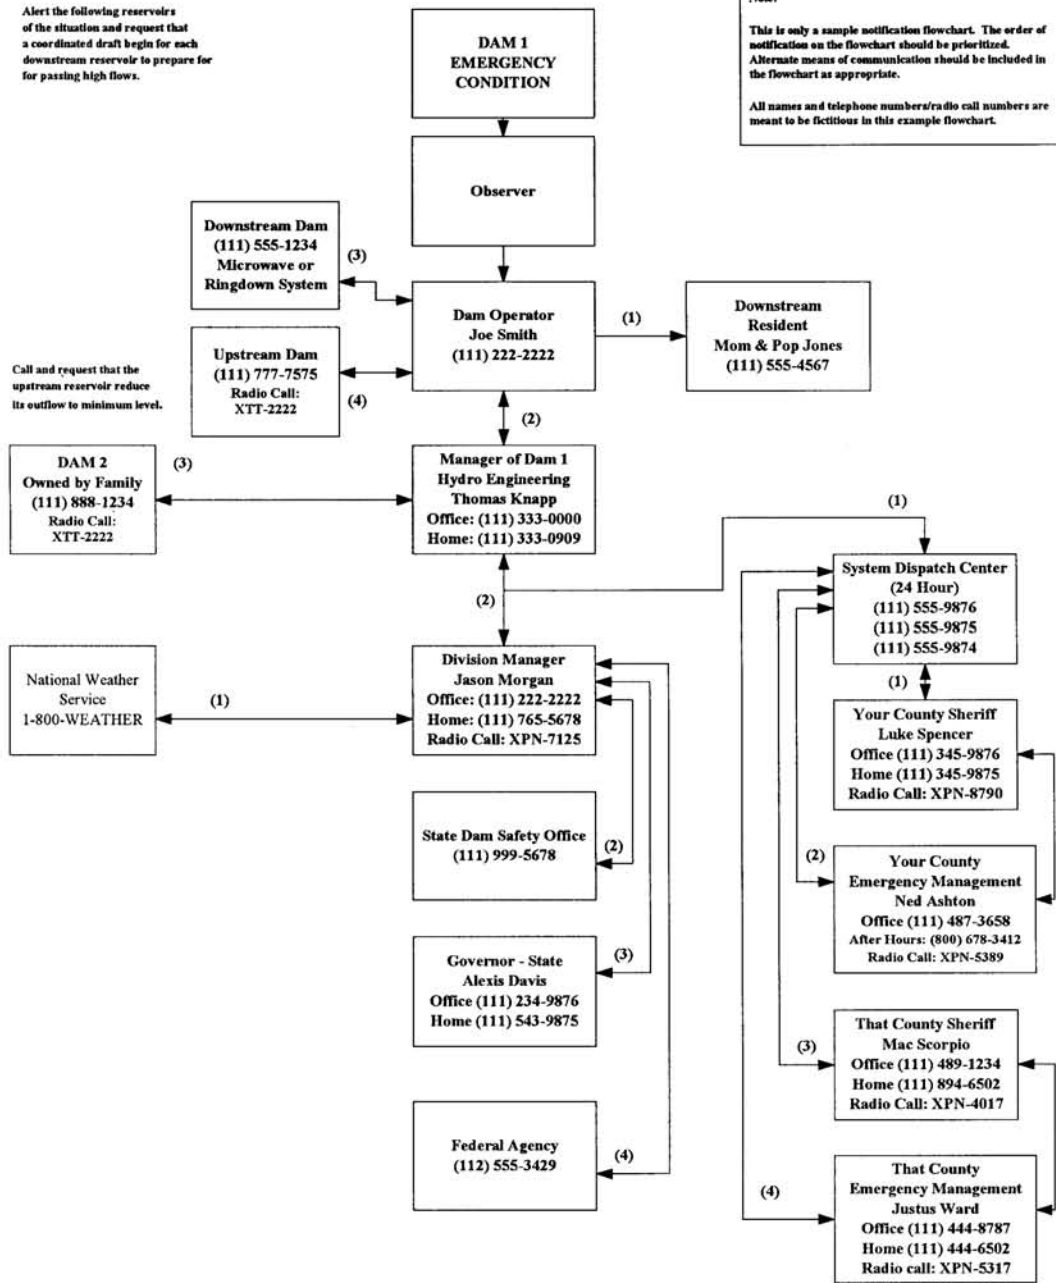 Alert the following reservoirs
of the situation and request that
a coordinated draft begin for each
downstream reservoir to prepare for
for passing high flows.
DAM 1
EMERGENCY
CONDITION
Note:
This is only a sample notification flowchart. The order of
notification on the flowchart should be prioritized.
Alternate means of communication should be included in
the flowchart as appropriate.
All names and telephone numbers/radio call numbers are
meant to be fictitious in this example flowchart.
Observer
Downstream Dam
(111) 555-1234
Microwave or
Ringdown System
(3)
Dam Operator
Joe Smith
(111) 222-2222
(1)
Downstream
Resident
Mom & Pop Jones
(111) 555-4567
Call and request that the
upstream reservoir reduce
its outflow to minimum level.
Upstream Dam
(111) 777-7575
Radio Call:
XTT-2222
(4)
(2)
DAM 2
Owned by Family
(111) 888-1234
Radio Call:
XTT-2222
(3)
Manager of Dam 1
Hydro Engineering
Thomas Knapp
Office: (111) 333-0000
Home: (111) 333-0909
(1)
(2)
System Dispatch Center
(24 Hour)
(111) 555-9876
(111) 555-9875
(111) 555-9874
(1)
National Weather
Service
1-800-WEATHER
(1)
Division Manager
Jason Morgan
Office: (111) 222-2222
Home: (111) 765-5678
Radio Call: XPN-7125
Your County Sheriff
Luke Spencer
Office (111) 345-9876
Home (111) 345-9875
Radio Call: XPN-8790
State Dam Safety Office
(111) 999-5678
(2)
(2)
Your County
Emergency Management
Ned Ashton
Office (111) 487-3658
After Hours: (800) 678-3412
Radio Call: XPN-5389
Governor - State
Alexis Davis
Office (111) 234-9876
Home (111) 543-9875
(3)
(3)
That County Sheriff
Mac Scorpio
Office (111) 489-1234
Home (111) 894-6502
Radio Call: XPN-4017
Federal Agency
(112) 555-3429
(4)
(4)
That County
Emergency Management
Justus Ward
Office (111) 444-8787
Home (111) 444-6502
Radio call: XPN-5317